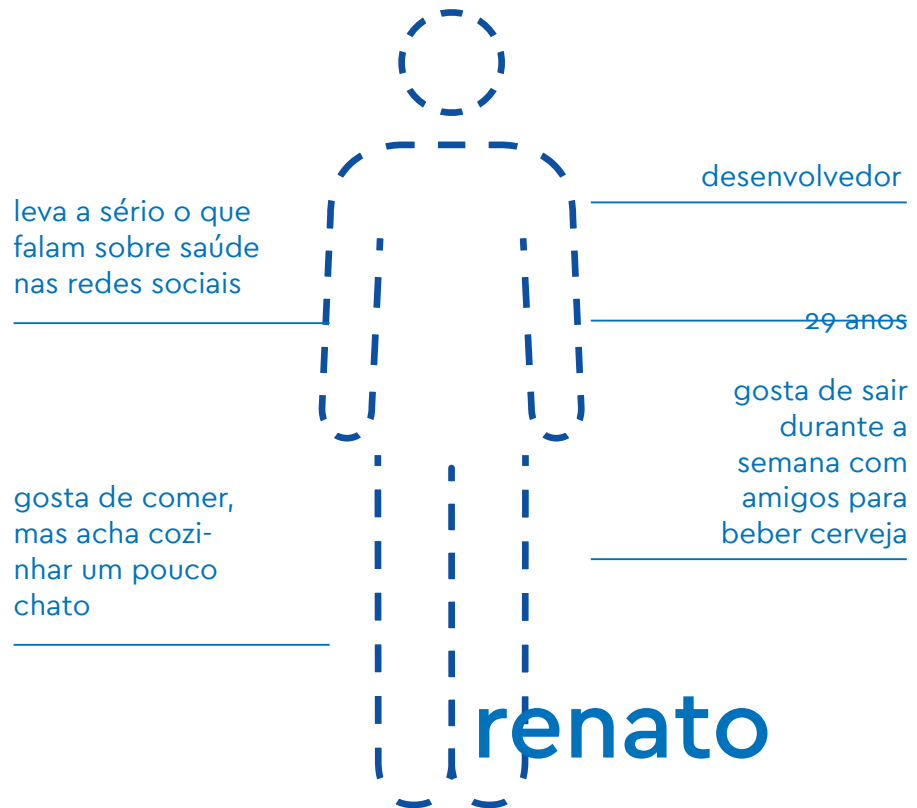 leva a sério o que
falam sobre saúde
nas redes sociais
gosta de comer,
mas acha cozi-
nhar um pouco
chato
desenvolvedor
29 anos
gosta de sair
durante a
semana com
amigos para
beber cerveja
renato